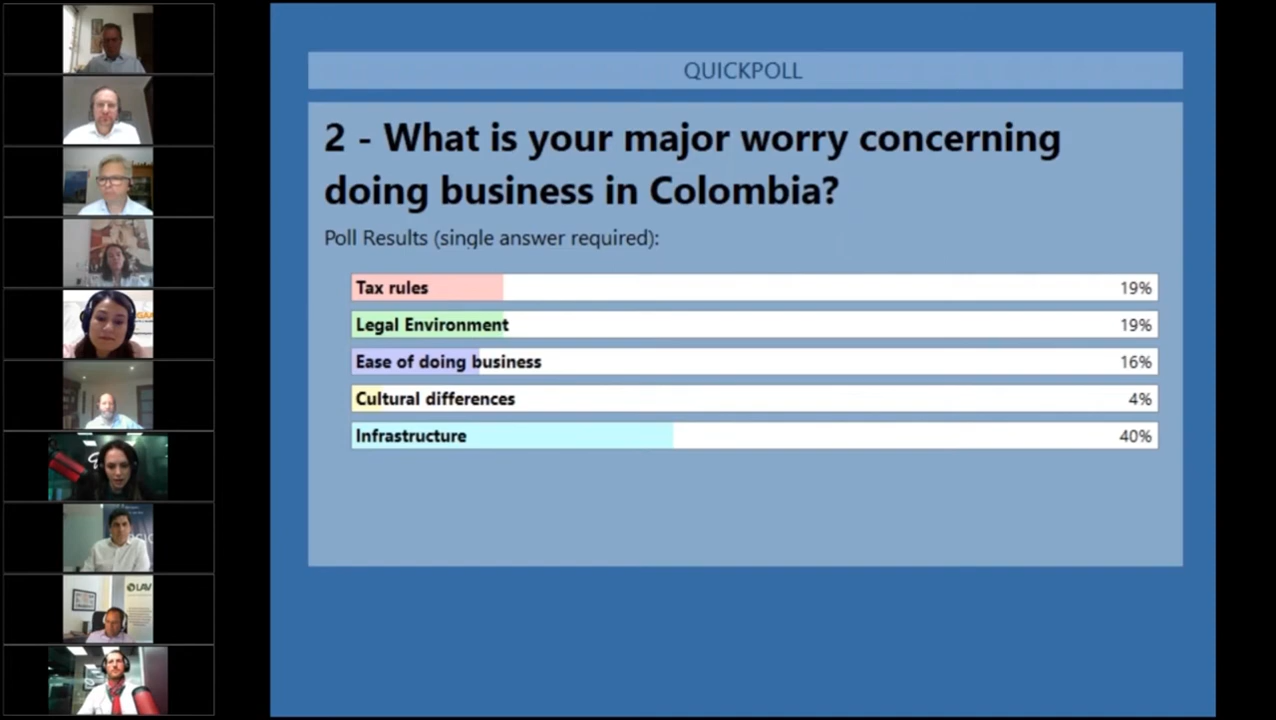 QUICKPOLL
2 - What is your major worry concerning
doing business in Colombia?
Poll Results (single answer required):
Tax rules 19%
Legal Environment 19%
Ease of doing business 16%
Cultural differences 4%
Infrastructure 40%